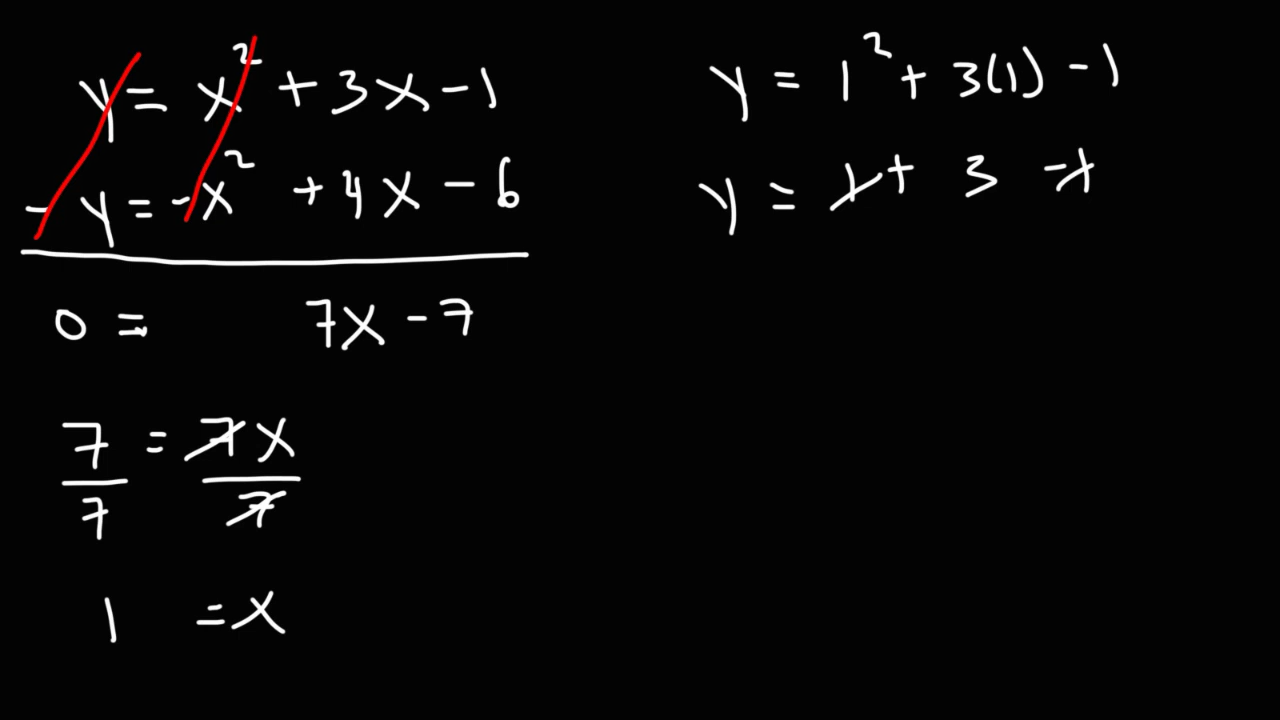 y = x² + 3x - 1
- y = -x² + 4x - 6
0 = 7x - 7
7 = 7x
7 7
1 = x
y = 1² + 3(1) - 1
y = 1 + 3 - 1